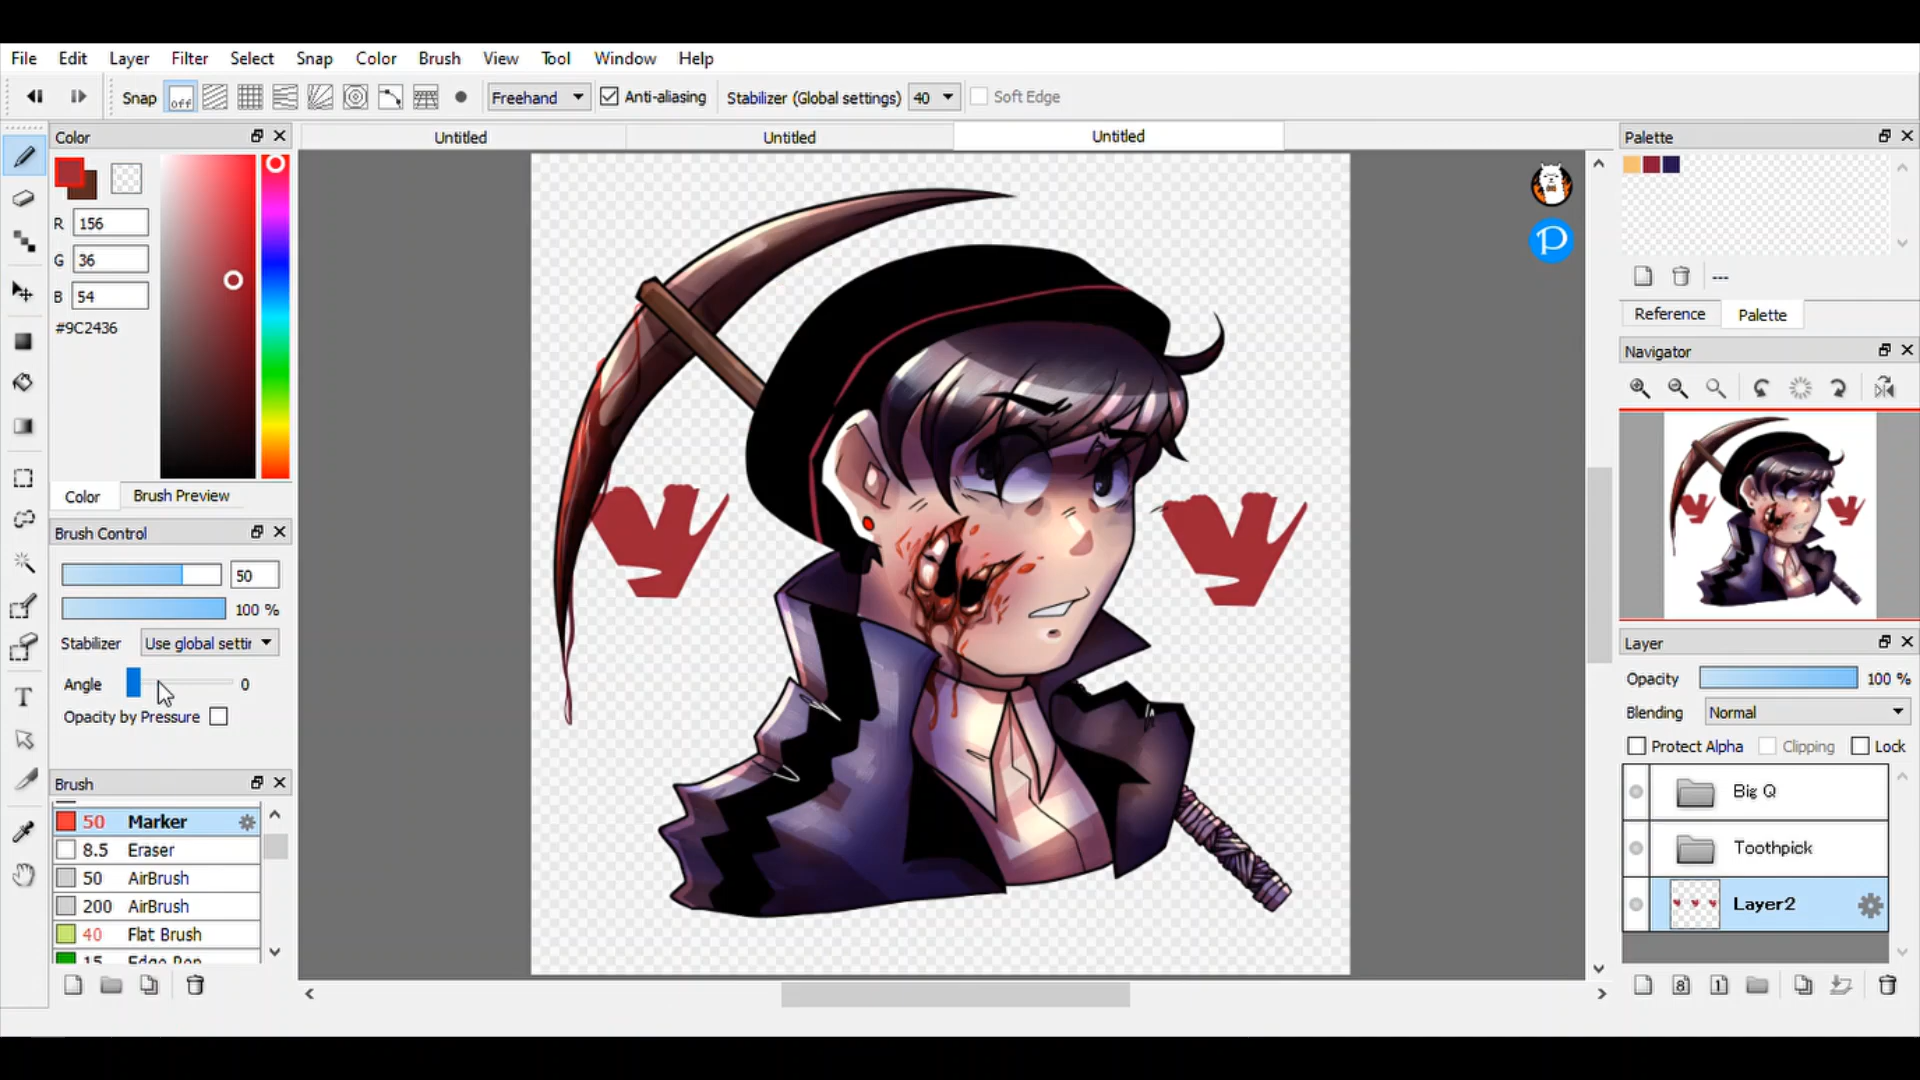 File Edit Layer Filter Select Snap Color Brush View Tool Window Help
Snap off Freehand Anti-aliasing Stabilizer (Global settings) 40 Soft Edge
Color
Untitled Untitled Untitled
Palette
R 156
G 36
B 54
#9C2436
---
Reference Palette
Navigator
Color Brush Preview
Brush Control
50
100 %
Stabilizer Use global settir
Angle 0
Opacity by Pressure
Layer
Opacity 100 %
Blending Normal
Protect Alpha Clipping Lock
Big Q
Toothpick
Layer2
Brush
50 Marker
8.5 Eraser
50 AirBrush
200 AirBrush
40 Flat Brush
15 Edge Pen
8 1
P
T